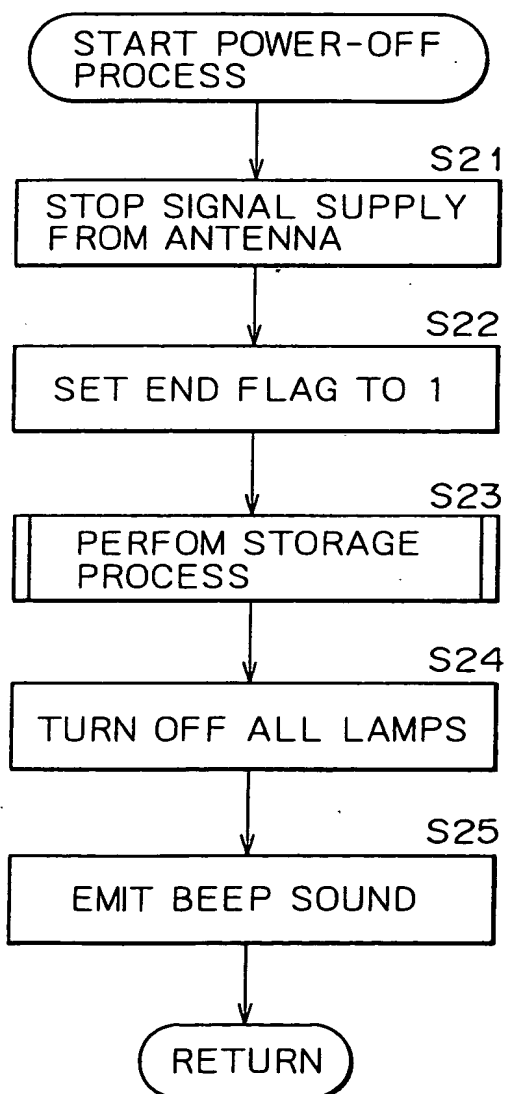 START POWER-OFF
PROCESS
S21
STOP SIGNAL SUPPLY
FROM ANTENNA
S22
SET END FLAG TO 1
S23
PERFOM STORAGE
PROCESS
S24
TURN OFF ALL LAMPS
S25
EMIT BEEP SOUND
RETURN